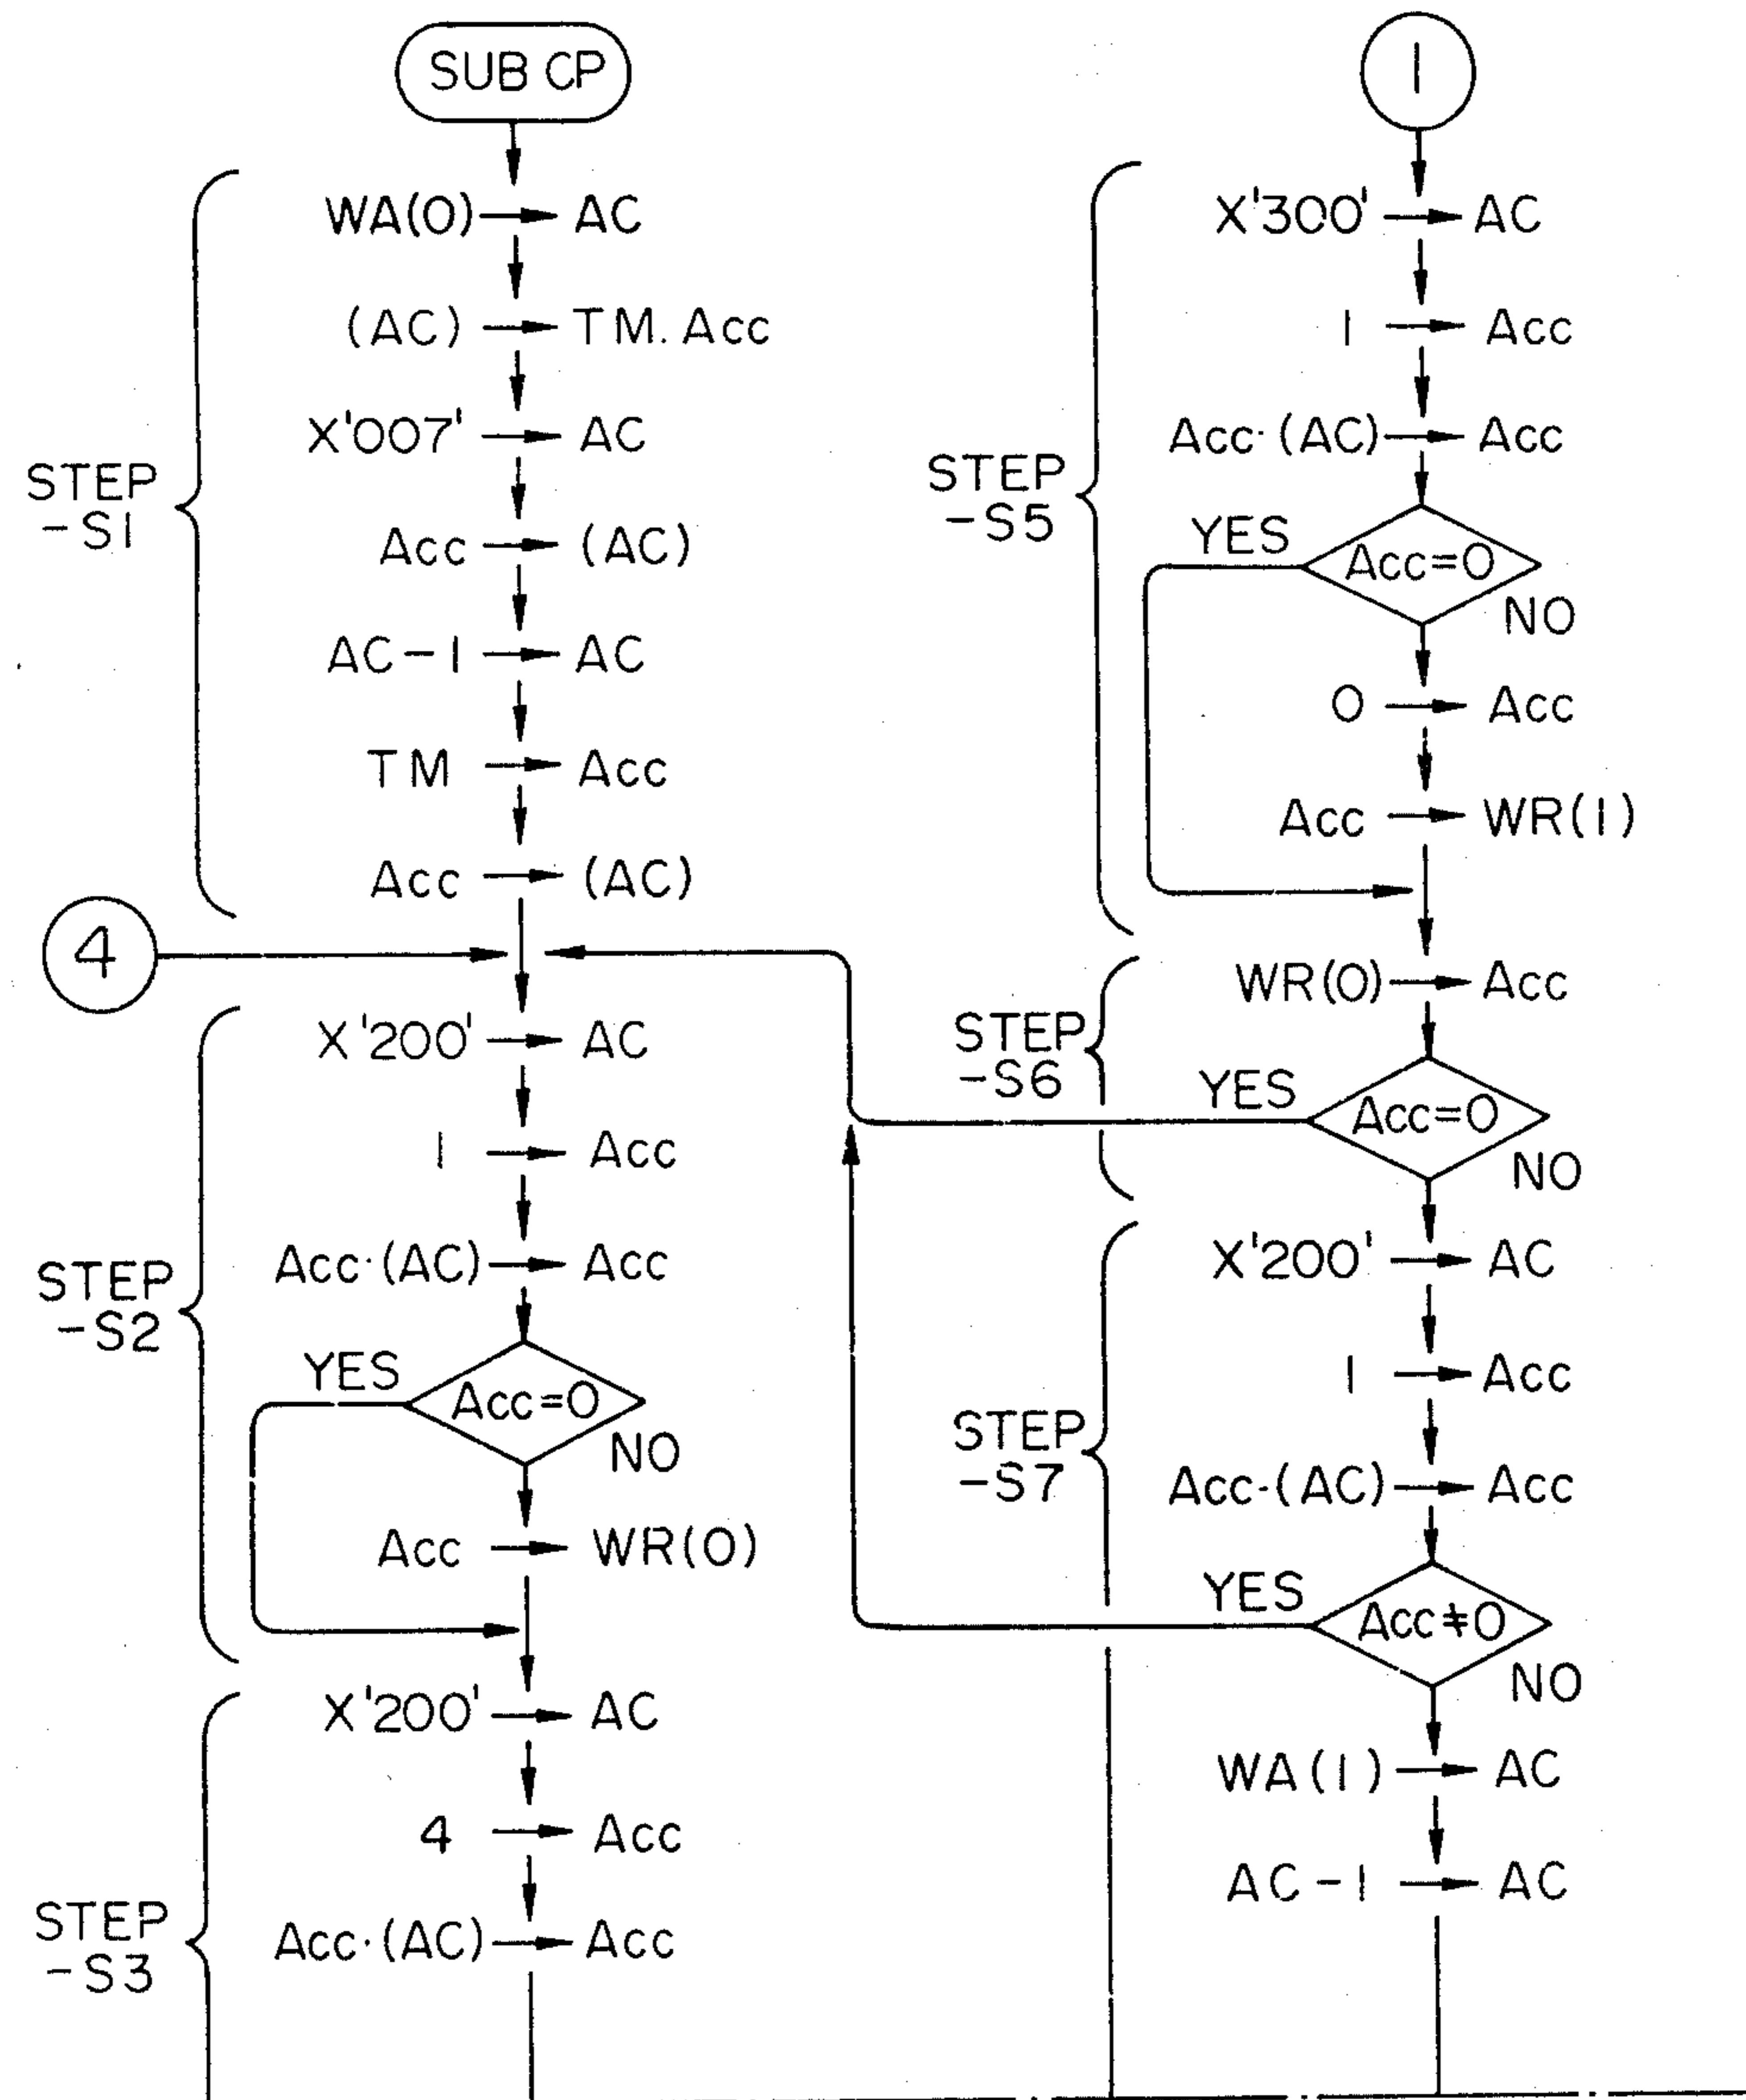 SUB CP
WA(0) → AC
(AC) → TM. Acc
X'007' → AC
STEP
-S1
Acc → (AC)
AC-1 → AC
TM → Acc
Acc → (AC)
4
X'200' → AC
1 → Acc
Acc·(AC) → Acc
STEP
-S2
YES
Acc=0
NO
Acc → WR(0)
X'200' → AC
4 → Acc
STEP
-S3
Acc·(AC) → Acc
1
X'300' → AC
1 → Acc
Acc·(AC) → Acc
STEP
-S5
YES
Acc=0
NO
0 → Acc
Acc → WR(1)
WR(0) → Acc
STEP
-S6
YES
Acc=0
NO
X'200' → AC
1 → Acc
STEP
-S7
Acc·(AC) → Acc
YES
Acc≠0
NO
WA(1) → AC
AC-1 → AC